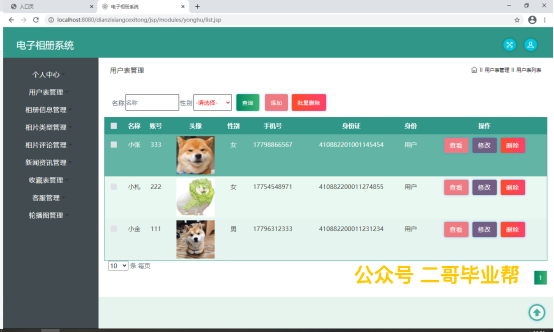 入口页
电子相册系统
localhost:8080/dianzixiangcexitong/jsp/modules/yonghu/list.jsp
电子相册系统
个人中心
用户表管理
相册信息管理
相片类型管理
相片评论管理
新闻资讯管理
收藏表管理
客服管理
轮播图管理
用户表管理
用户表管理 用户表列表
名称 名称 性别 -请选择- 查询 添加 批量删除
名称 账号 头像 性别 手机号 身份证 身份 操作
小张 333 女 17798866567 410882201001145454 用户 查看 修改 删除
小札 222 女 17754548971 410882200011274855 用户 查看 修改 删除
小金 111 男 17796312333 410882200011231234 用户 查看 修改 删除
10 条 每页
公众号 二哥毕业帮
1